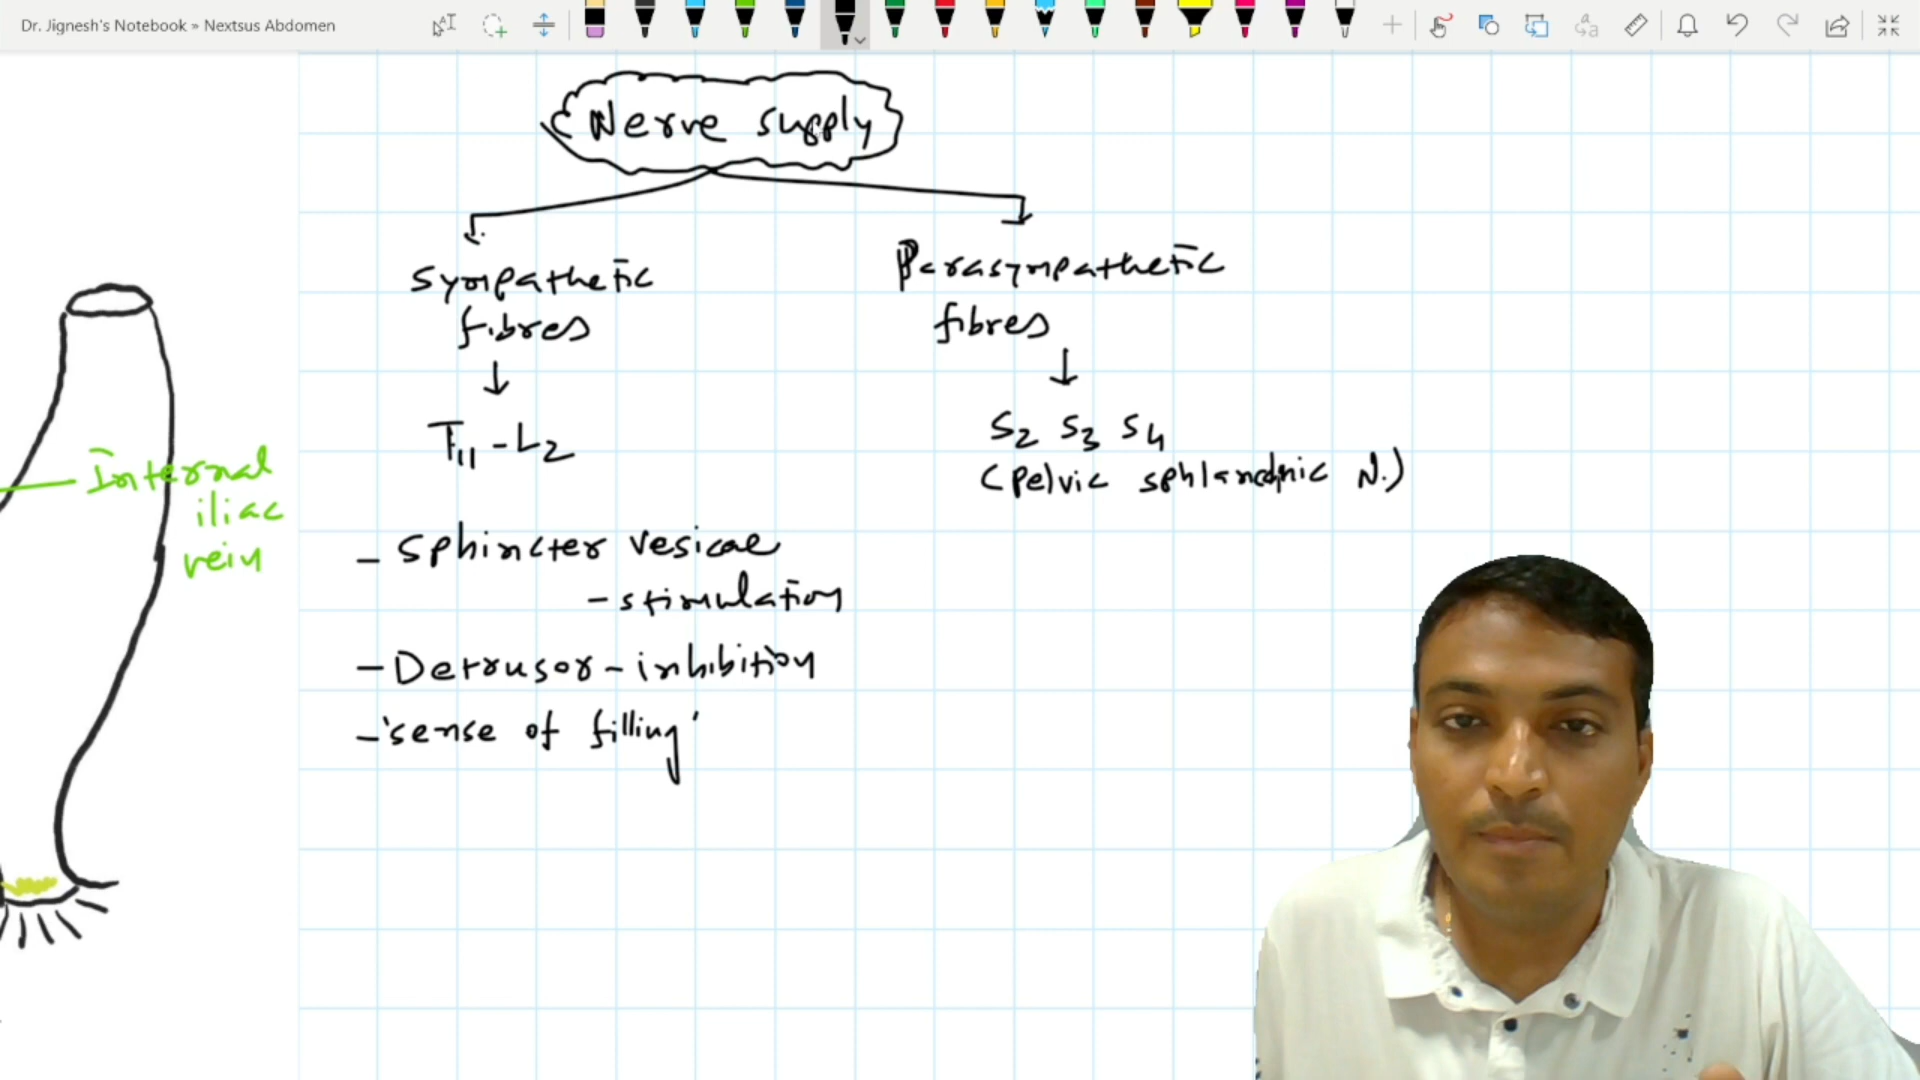 Dr. Jignesh's Notebook » Nextsus Abdomen
Nerve supply
Sympathetic
fibres
T11 - L2
- Sphincter vesicae
- stimulation
- Detrusor - inhibition
- 'sense of filling'
Parasympathetic
fibres
S2 S3 S4
(Pelvic N.)
Internal
iliac
vein